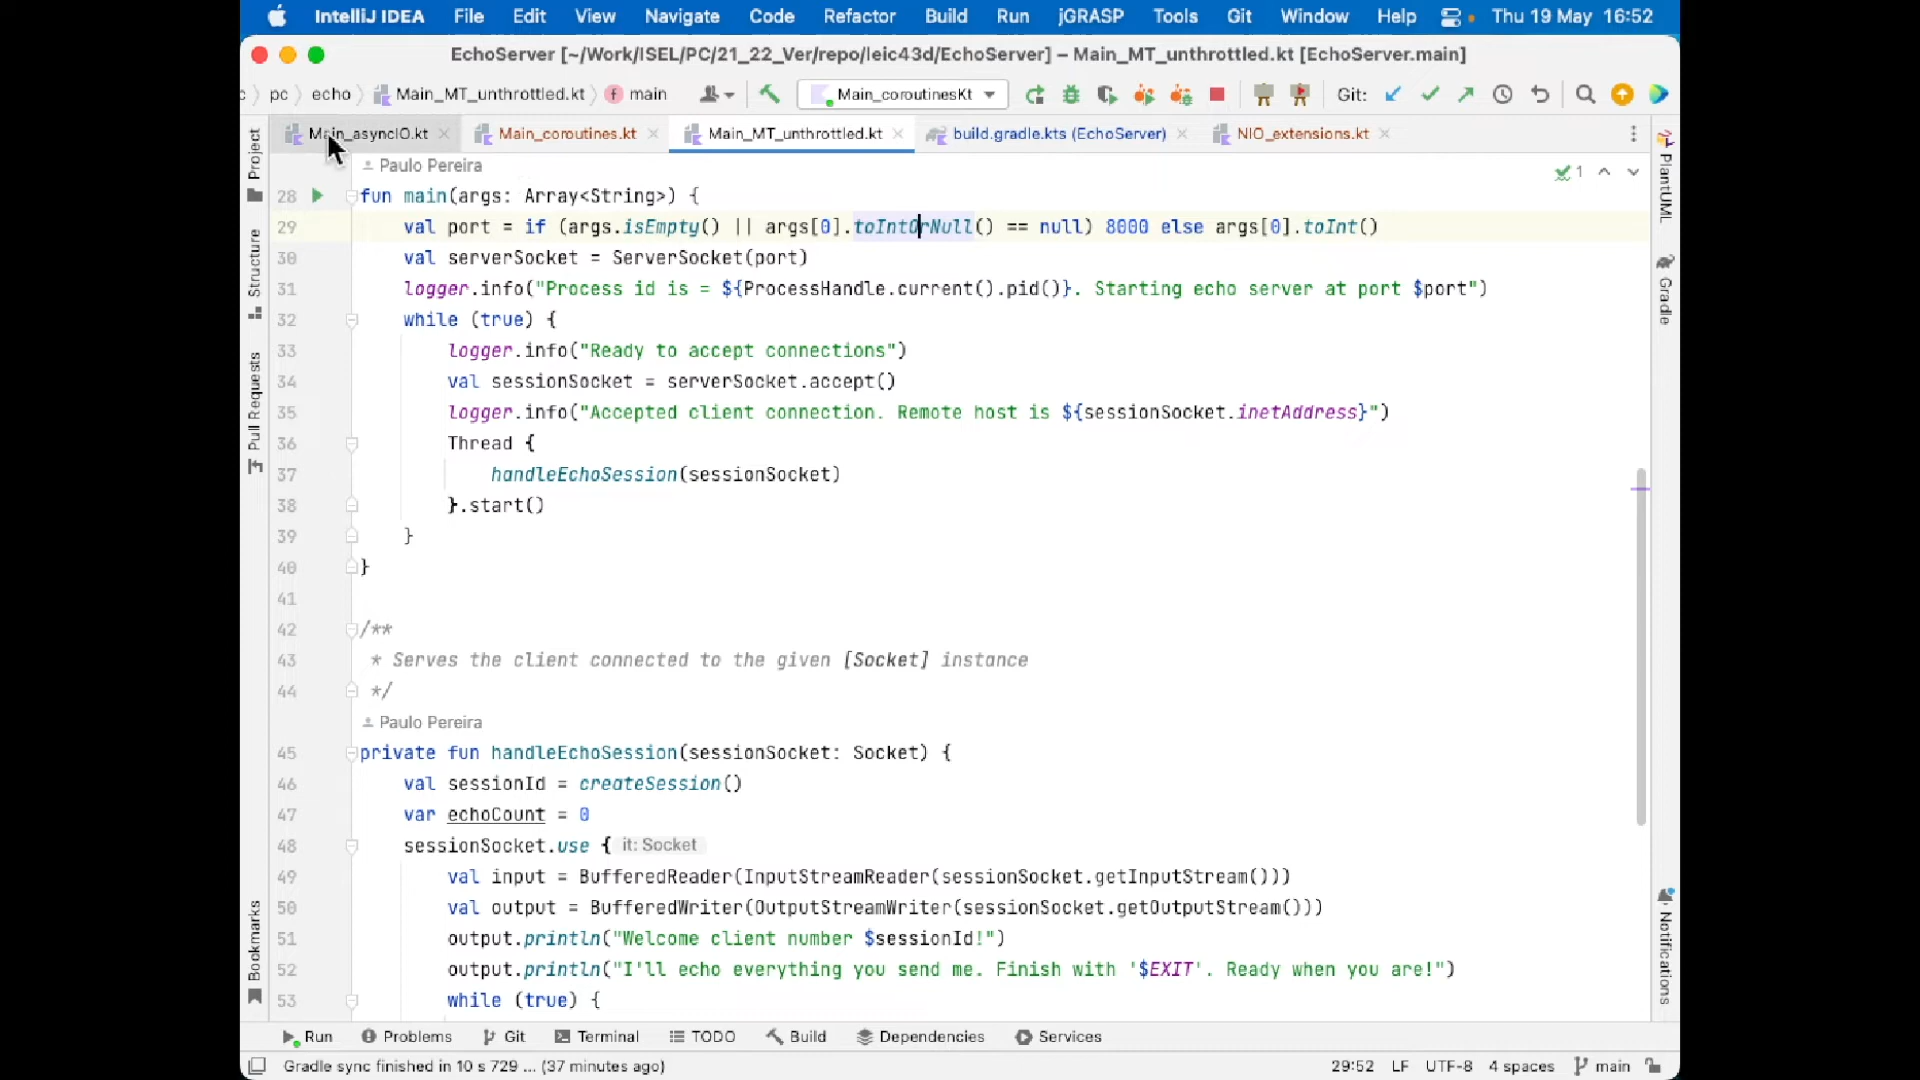 IntelliJ IDEA File Edit View Navigate Code Refactor Build Run jGRASP Tools Git Window Help Thu 19 May 16:52
EchoServer [~/Work/ISEL/PC/21_22_Ver/repo/leic43d/EchoServer] – Main_MT_unthrottled.kt [EchoServer.main]
c pc echo Main_MT_unthrottled.kt f main Main_coroutinesKt Git:
Main_asyncIO.kt Main_coroutines.kt Main_MT_unthrottled.kt build.gradle.kts (EchoServer) NIO_extensions.kt
Paulo Pereira
1
28 fun main(args: Array<String>) {
29 val port = if (args.isEmpty() || args[0].toIntOrNull() == null) 8000 else args[0].toInt()
30 val serverSocket = ServerSocket(port)
31 logger.info("Process id is = ${ProcessHandle.current().pid()}. Starting echo server at port $port")
32 while (true) {
33 logger.info("Ready to accept connections")
34 val sessionSocket = serverSocket.accept()
35 logger.info("Accepted client connection. Remote host is ${sessionSocket.inetAddress}")
36 Thread {
37 handleEchoSession(sessionSocket)
38 }.start()
39 }
40 }
41
42 /**
43 * Serves the client connected to the given [Socket] instance
44 */
Paulo Pereira
45 private fun handleEchoSession(sessionSocket: Socket) {
46 val sessionId = createSession()
47 var echoCount = 0
48 sessionSocket.use { it: Socket
49 val input = BufferedReader(InputStreamReader(sessionSocket.getInputStream()))
50 val output = BufferedWriter(OutputStreamWriter(sessionSocket.getOutputStream()))
51 output.println("Welcome client number $sessionId!")
52 output.println("I'll echo everything you send me. Finish with '$EXIT'. Ready when you are!")
53 while (true) {
Project
Structure
Pull Requests
Bookmarks
PlantUML
Gradle
Notifications
Run Problems Git Terminal TODO Build Dependencies Services
Gradle sync finished in 10 s 729 ... (37 minutes ago) 29:52 LF UTF-8 4 spaces main